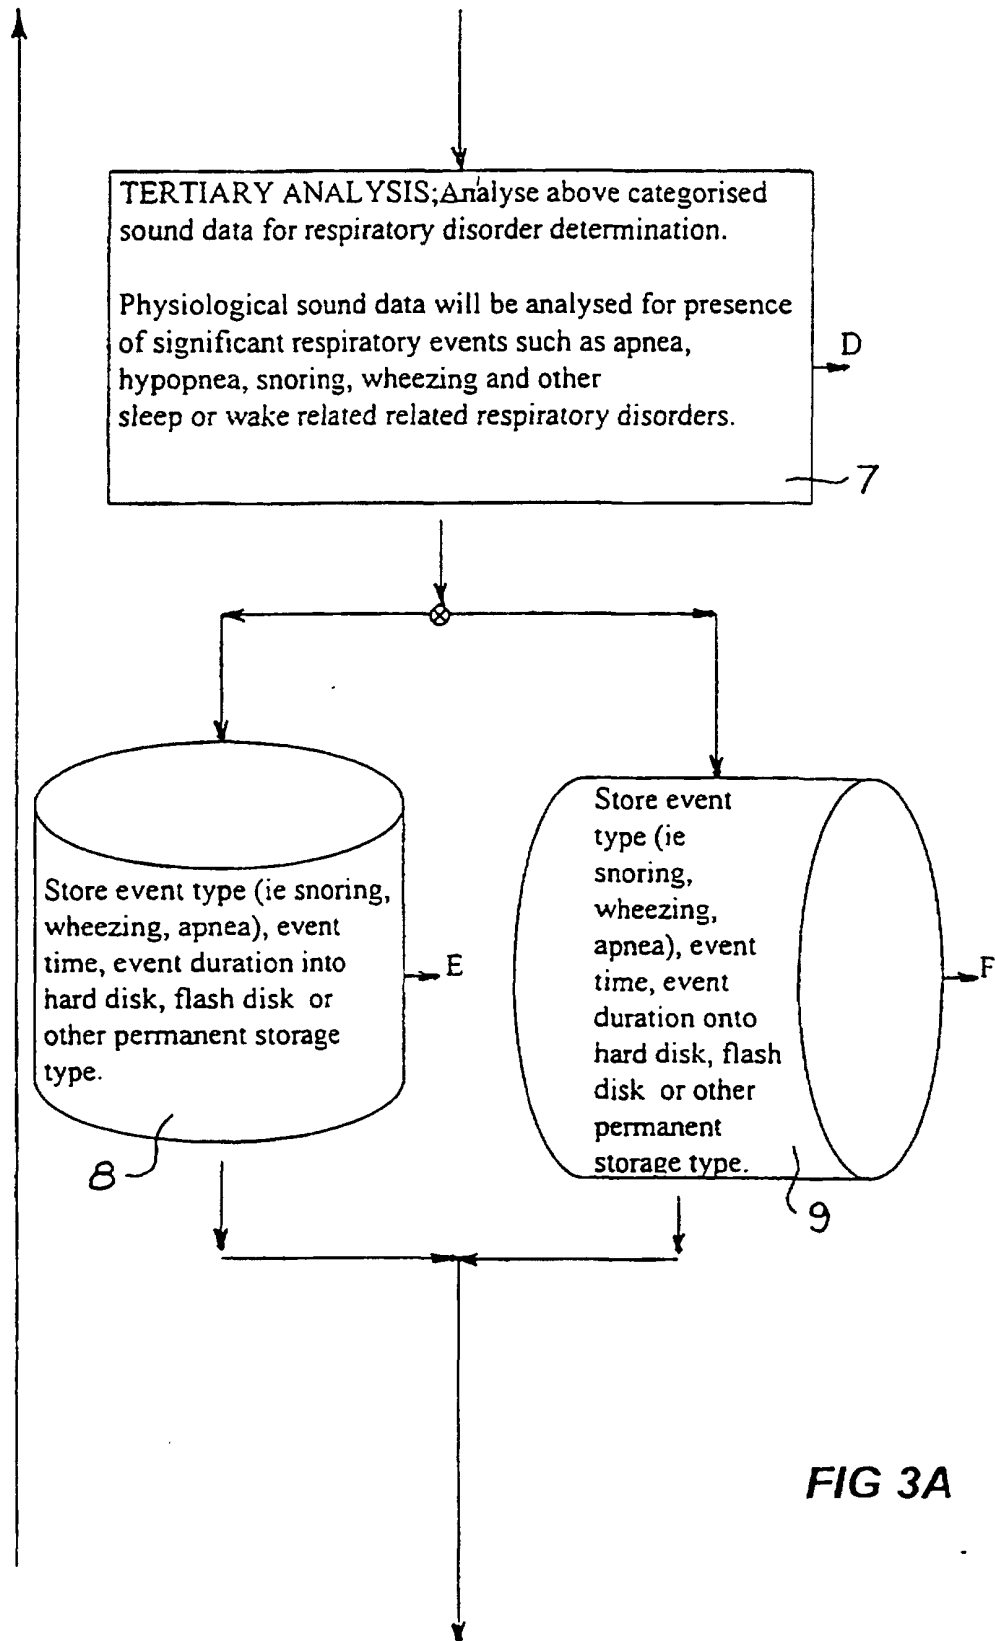 TERTIARY ANALYSIS;Analyse above categorised
sound data for respiratory disorder determination.
Physiological sound data will be analysed for presence
of significant respiratory events such as apnea,
hypopnea, snoring, wheezing and other
sleep or wake related related respiratory disorders.
D
7
Store event type (ie snoring,
wheezing, apnea), event
time, event duration into
hard disk, flash disk or
other permanent storage
type.
E
8
Store event
type (ie
snoring,
wheezing,
apnea), event
time, event
duration onto
hard disk, flash
disk or other
permanent
storage type.
F
9
FIG 3A